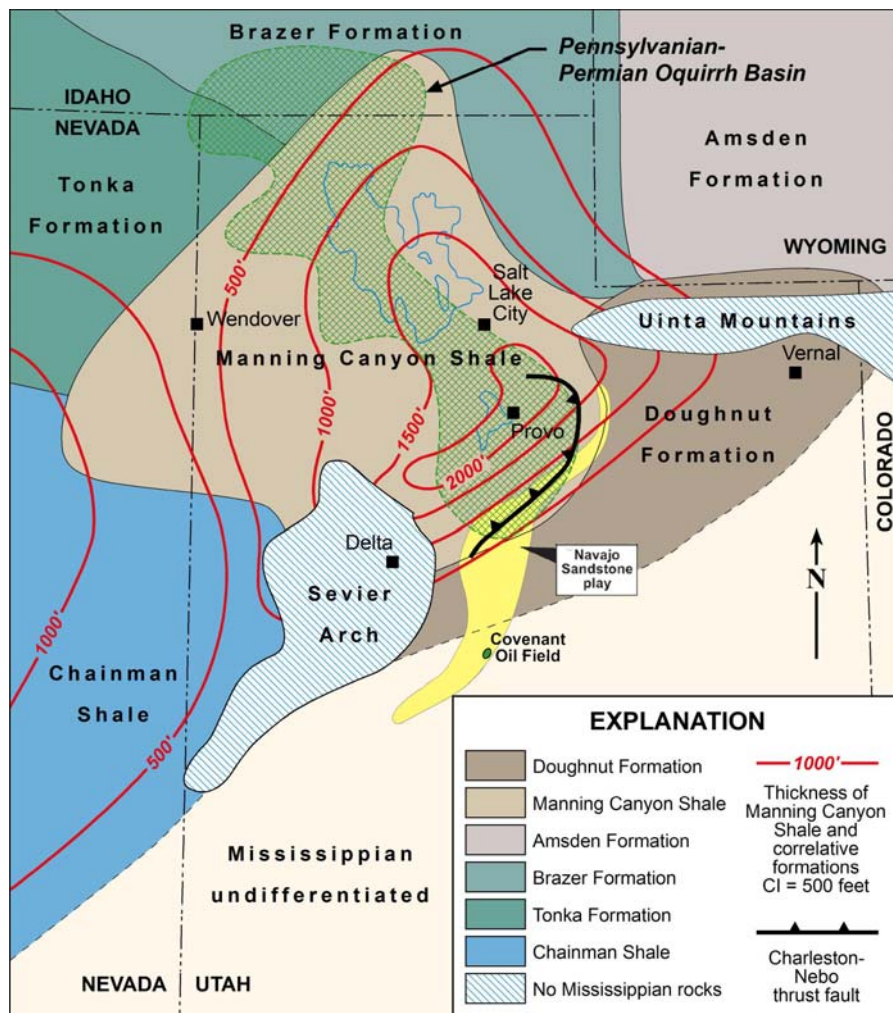 Brazer Formation
Pennsylvanian-
Permian Oquirrh Basin
IDAHO
NEVADA
Amsden
Formation
Tonka
Formation
WYOMING
500'
Salt
Lake
City
Wendover
Uinta Mountains
Manning Canyon Shale
Vernal
1000'
1500'
Provo
Doughnut
Formation
2000'
COLORADO
Delta
Navajo
Sandstone
play
N
Sevier
Arch
1000'
Covenant
Oil Field
Chainman
Shale
500'
Mississippian
undifferentiated
NEVADA
UTAH
EXPLANATION
Doughnut Formation
Manning Canyon Shale
Amsden Formation
Brazer Formation
Tonka Formation
Chainman Shale
No Mississippian rocks
1000'
Thickness of
Manning Canyon
Shale and
correlative
formations
CI = 500 feet
Charleston-
Nebo
thrust fault